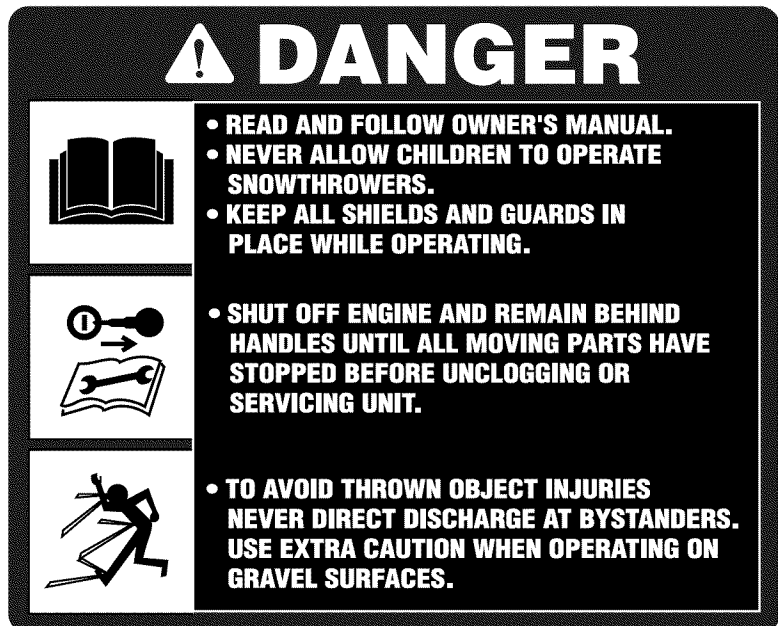 DANGER
• READ AND FOLLOW OWNER'S MANUAL.
• NEVER ALLOW CHILDREN TO OPERATE
SNOWTHROWERS.
• KEEP ALL SHIELDS AND GUARDS IN
PLACE WHILE OPERATING.
• SHUT OFF ENGINE AND REMAIN BEHIND
HANDLES UNTIL ALL MOVING PARTS HAVE
STOPPED BEFORE UNCLOGGING OR
SERVICING UNIT.
• TO AVOID THROWN OBJECT INJURIES
NEVER DIRECT DISCHARGE AT BYSTANDERS.
USE EXTRA CAUTION WHEN OPERATING ON
GRAVEL SURFACES.